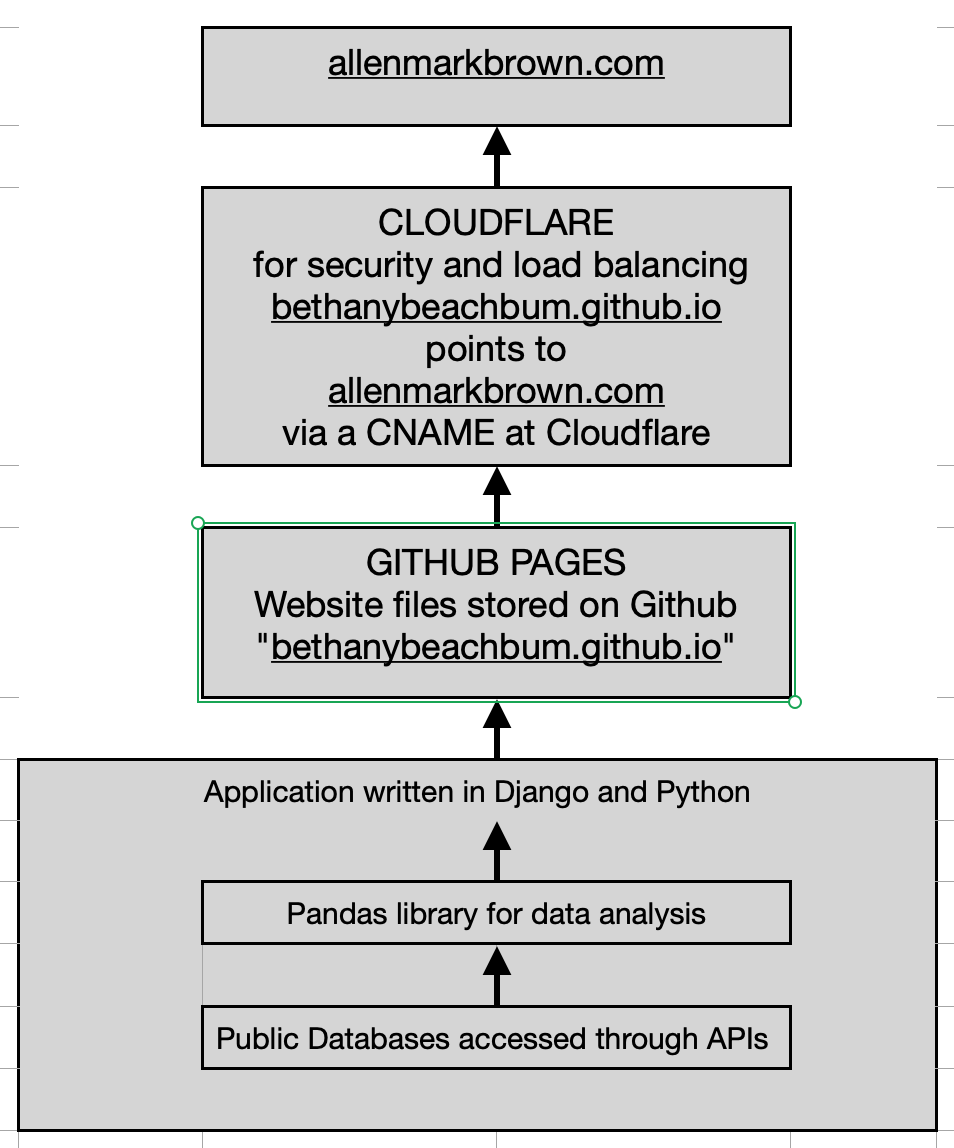 allenmarkbrown.com
CLOUDFLARE
for security and load balancing
bethanybeachbum.github.io
points to
allenmarkbrown.com
via a CNAME at Cloudflare
GITHUB PAGES
Website files stored on Github
"bethanybeachbum.github.io"
Application written in Django and Python
Pandas library for data analysis
Public Databases accessed through APIs